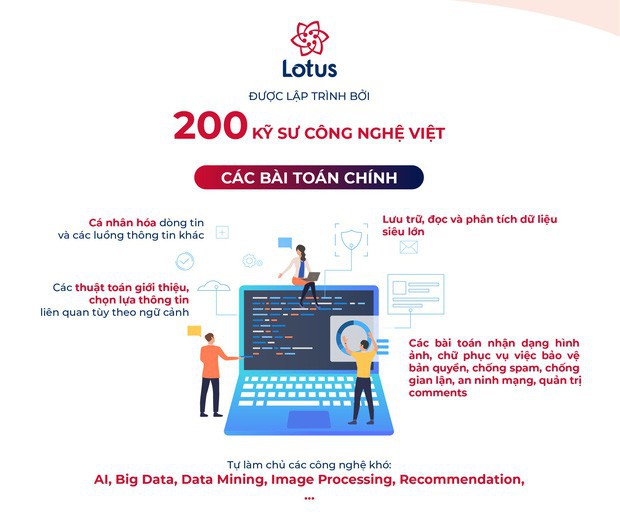 Lotus
ĐƯỢC LẬP TRÌNH BỞI
200 KỸ SƯ CÔNG NGHỆ VIỆT
CÁC BÀI TOÁN CHÍNH
Cá nhân hóa dòng tin
và các luồng thông tin khác
Các thuật toán giới thiệu,
chọn lựa thông tin
liên quan tùy theo ngữ cảnh
Lưu trữ, đọc và phân tích dữ liệu
siêu lớn
Các bài toán nhận dạng hình
ảnh, chữ phục vụ việc bảo vệ
bản quyền, chống spam, chống
gian lận, an ninh mạng, quản trị
comments
Tự làm chủ các công nghệ khó:
AI, Big Data, Data Mining, Image Processing, Recommendation,
...